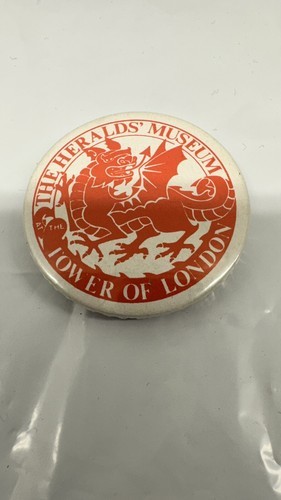 THE HERALDS' MUSEUM
AT THE
TOWER OF LONDON